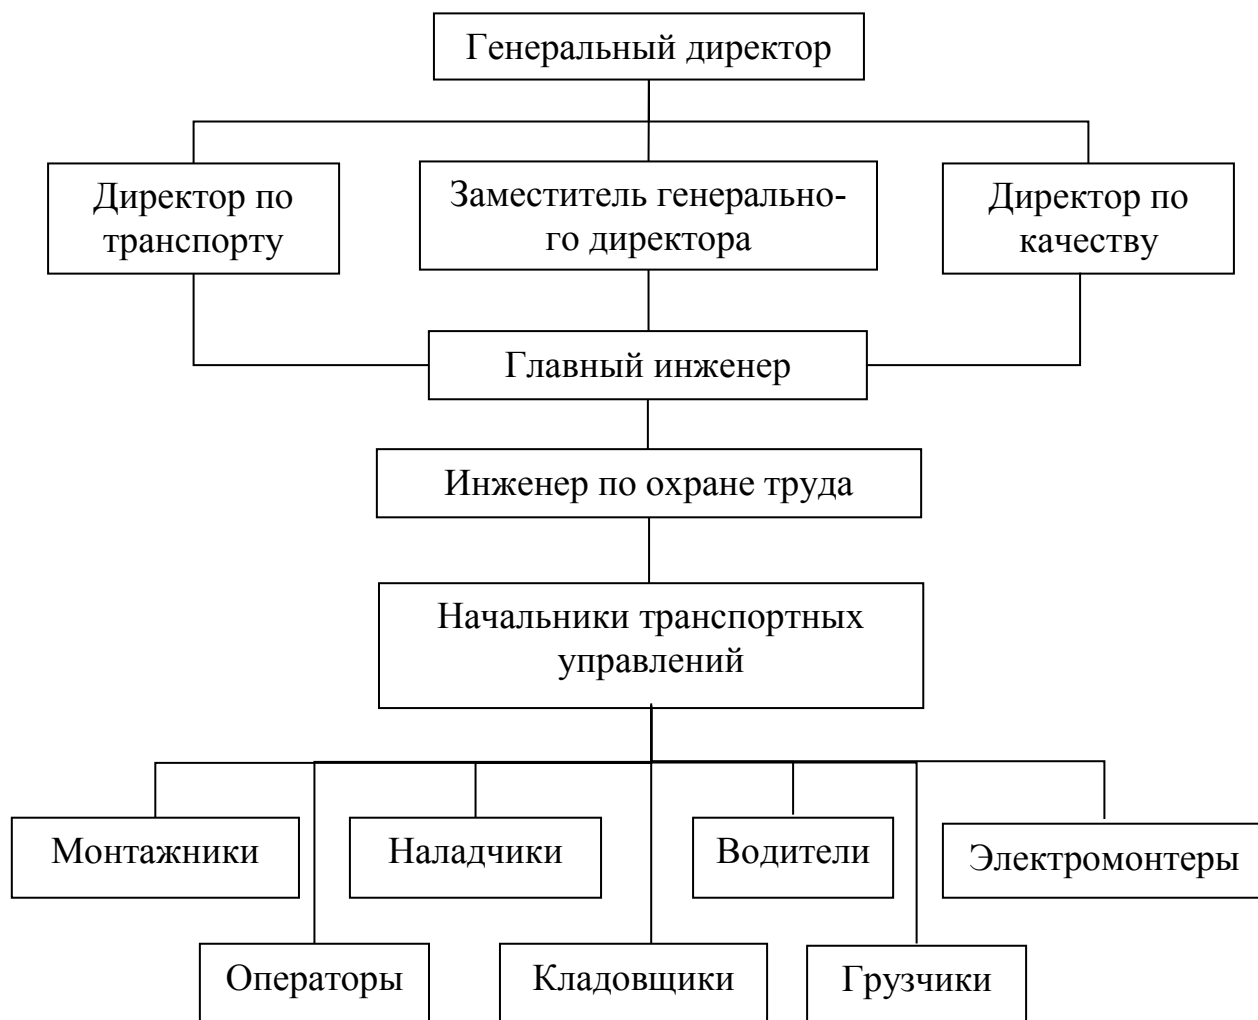 Генеральный директор
Директор по
транспорту
Заместитель генерально-
го директора
Директор по
качеству
Главный инженер
Инженер по охране труда
Начальники транспортных
управлений
Монтажники
Наладчики
Водители
Электромонтеры
Операторы
Кладовщики
Грузчики